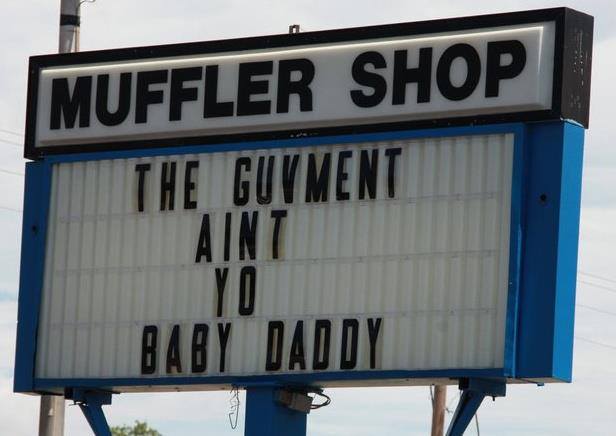 MUFFLER SHOP
THE GUVMENT
AINT
YO
BABY DADDY